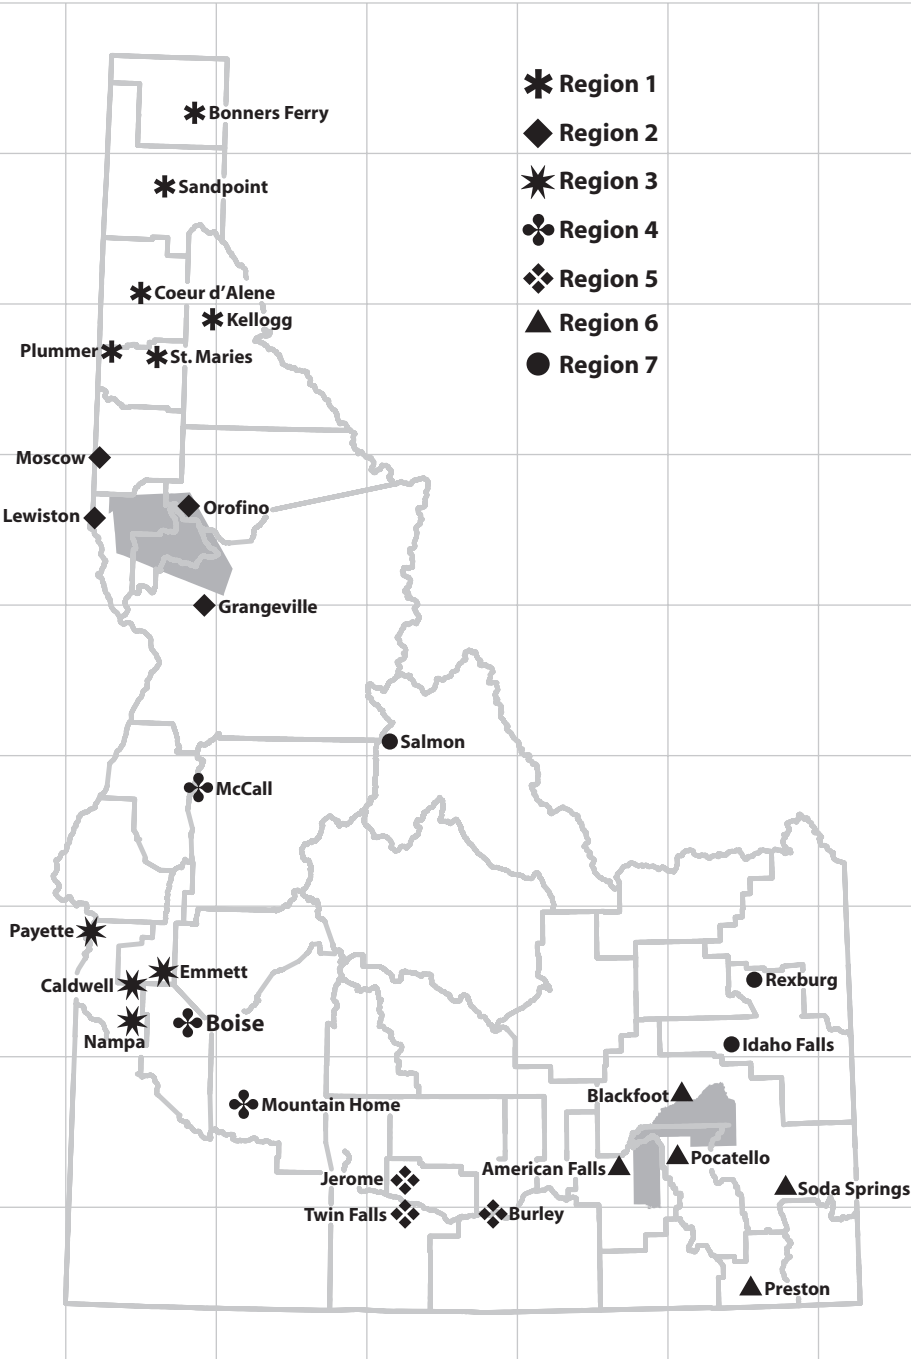 Region 1
Bonners Ferry
Region 2
Region 3
Sandpoint
Region 4
Region 5
Coeur d’Alene
Kellogg
Region 6
Plummer
St. Maries
Region 7
Moscow
Orofino
Lewiston
Grangeville
Salmon
McCall
Payette
Emmett
Caldwell
Rexburg
Boise
Nampa
Idaho Falls
Blackfoot
Mountain Home
Pocatello
American Falls
Jerome
Soda Springs
Twin Falls
Burley
Preston